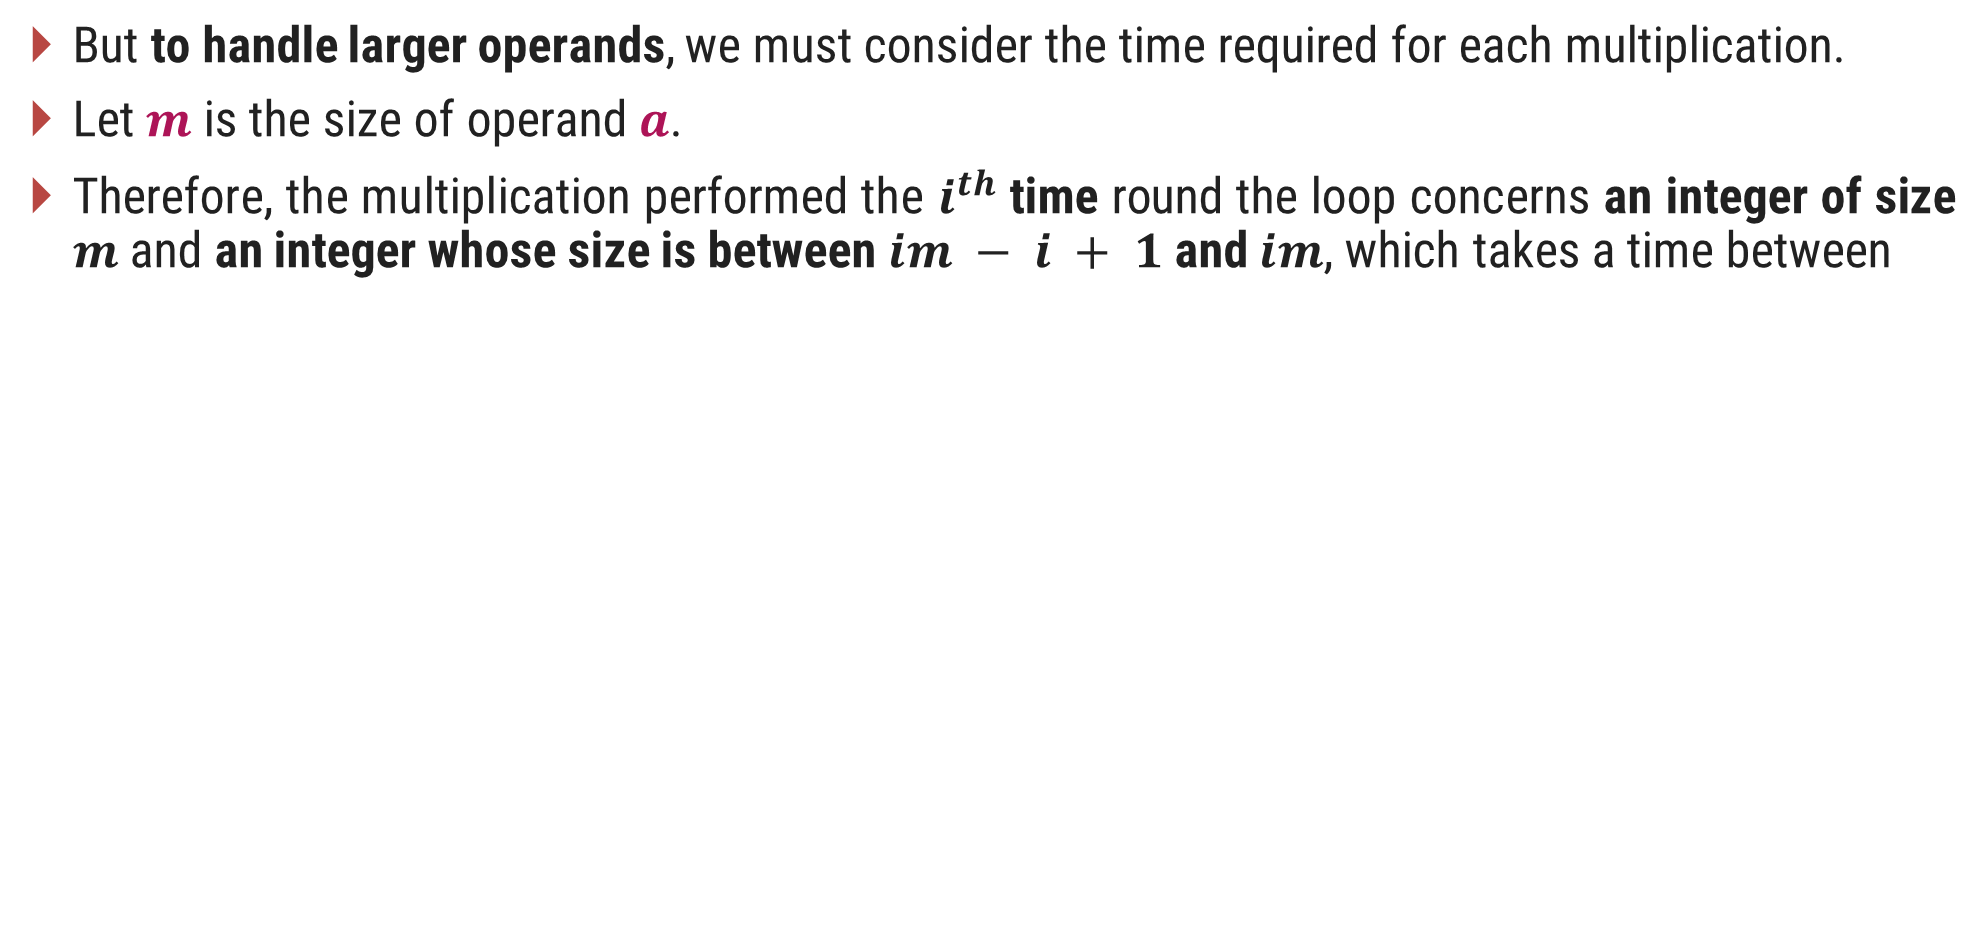 But to handle larger operands, we must consider the time required for each multiplication.
Let m is the size of operand a.
Therefore, the multiplication performed the i^th time round the loop concerns an integer of size
m and an integer whose size is between im − i + 1 and im, which takes a time between